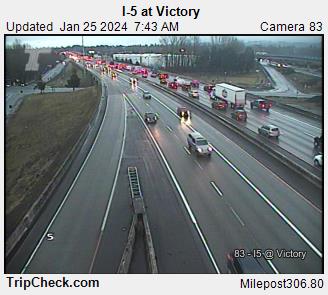 I-5 at Victory
Updated Jan 25 2024 7:43 AM Camera 83
T
5
83 - I5 @ Victory
TripCheck.com Milepost306.80